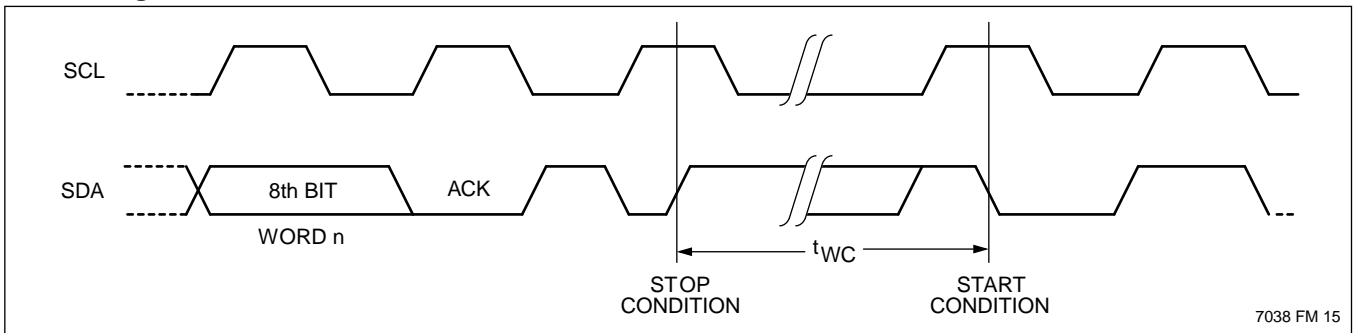 SCL
SDA
8th BIT
ACK
WORD n
tWC
STOP
CONDITION
START
CONDITION
7038 FM 15